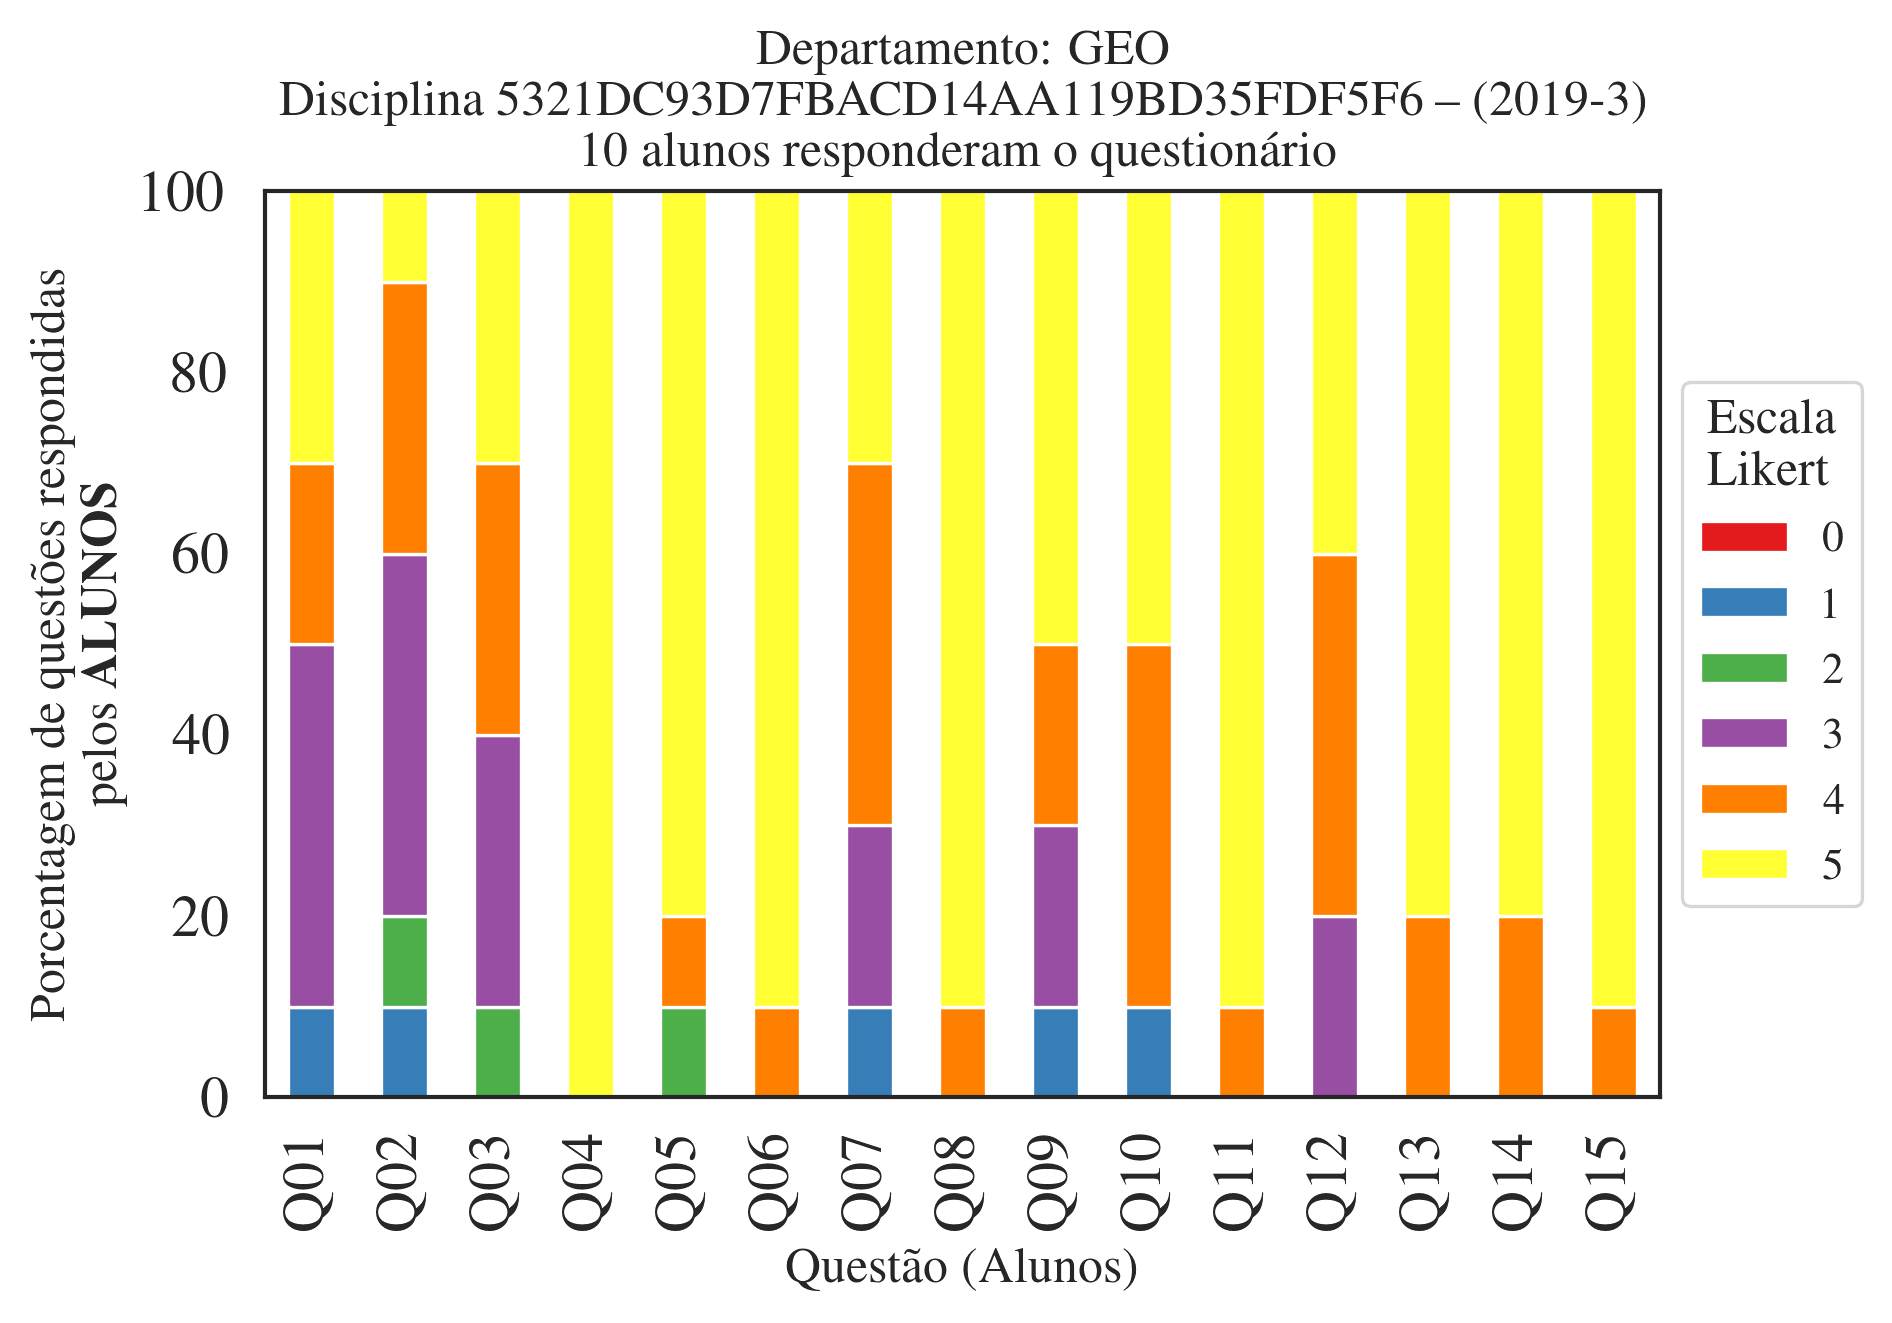 Departamento: GEO
Disciplina 5321DC93D7FBACD14AA119BD35FDF5F6 – (2019-3)
10 alunos responderam o questionário
Porcentagem de questões respondidas
pelos ALUNOS
100
80
60
40
20
0
Q01
Q02
Q03
Q04
Q05
Q06
Q07
Q08
Q09
Q10
Q11
Q12
Q13
Q14
Q15
Questão (Alunos)
Escala
Likert
0
1
2
3
4
5